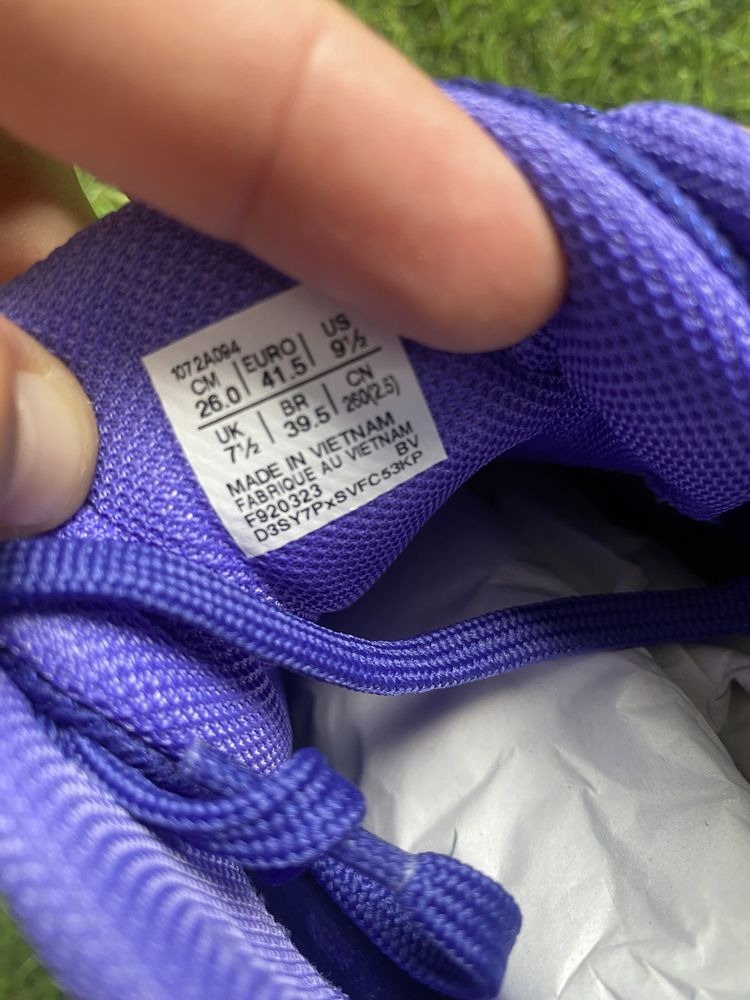 1072A094
CM | EURO | US
26.0 | 41.5 | 9½
UK | BR | CN
7½ | 39.5 | 260(2.5)
MADE IN VIETNAM
FABRIQUE AU VIETNAM
F920323 BV
D3SY7PxSVFC53KP